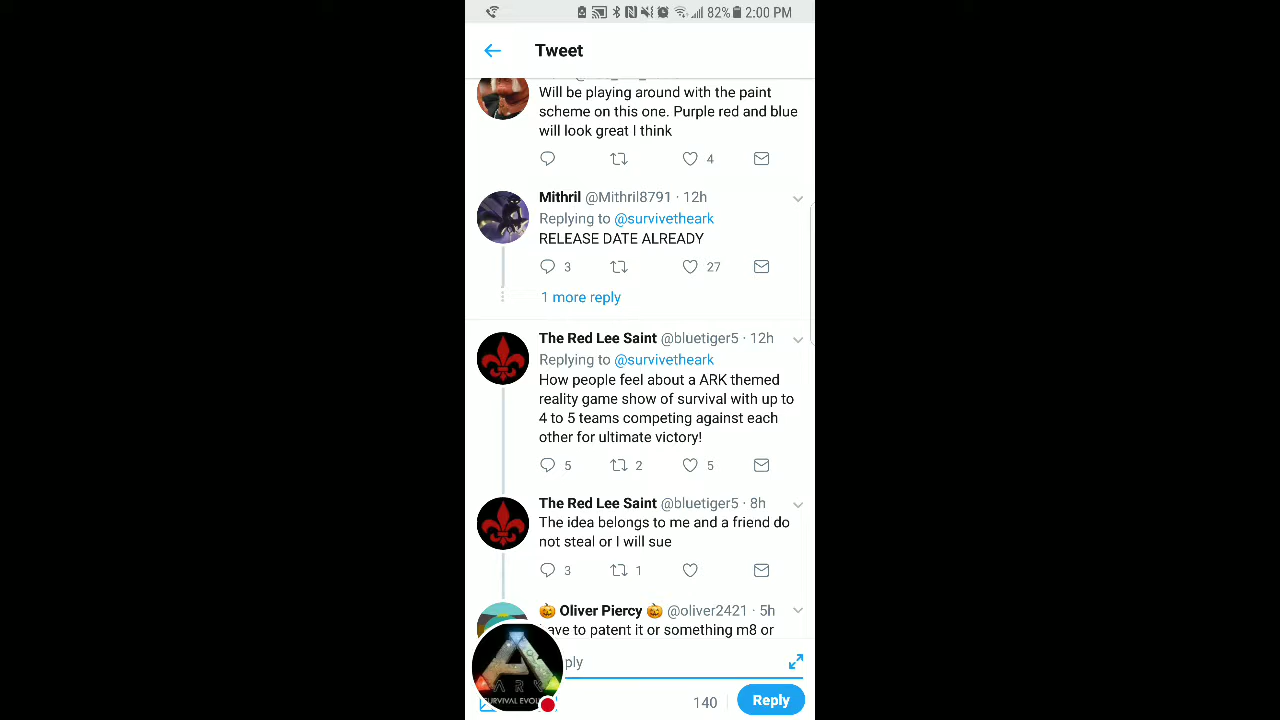 82% 2:00 PM
Tweet
Will be playing around with the paint
scheme on this one. Purple red and blue
will look great I think
4
Mithril @Mithril8791 · 12h
Replying to @survivetheark
RELEASE DATE ALREADY
3 27
1 more reply
The Red Lee Saint @bluetiger5 · 12h
Replying to @survivetheark
How people feel about a ARK themed
reality game show of survival with up to
4 to 5 teams competing against each
other for ultimate victory!
5 2 5
The Red Lee Saint @bluetiger5 · 8h
The idea belongs to me and a friend do
not steal or I will sue
3 1
🎃 Oliver Piercy 🎃 @oliver2421 · 5h
ave to patent it or something m8 or
ply
ARK
SURVIVAL EVOL
140 Reply